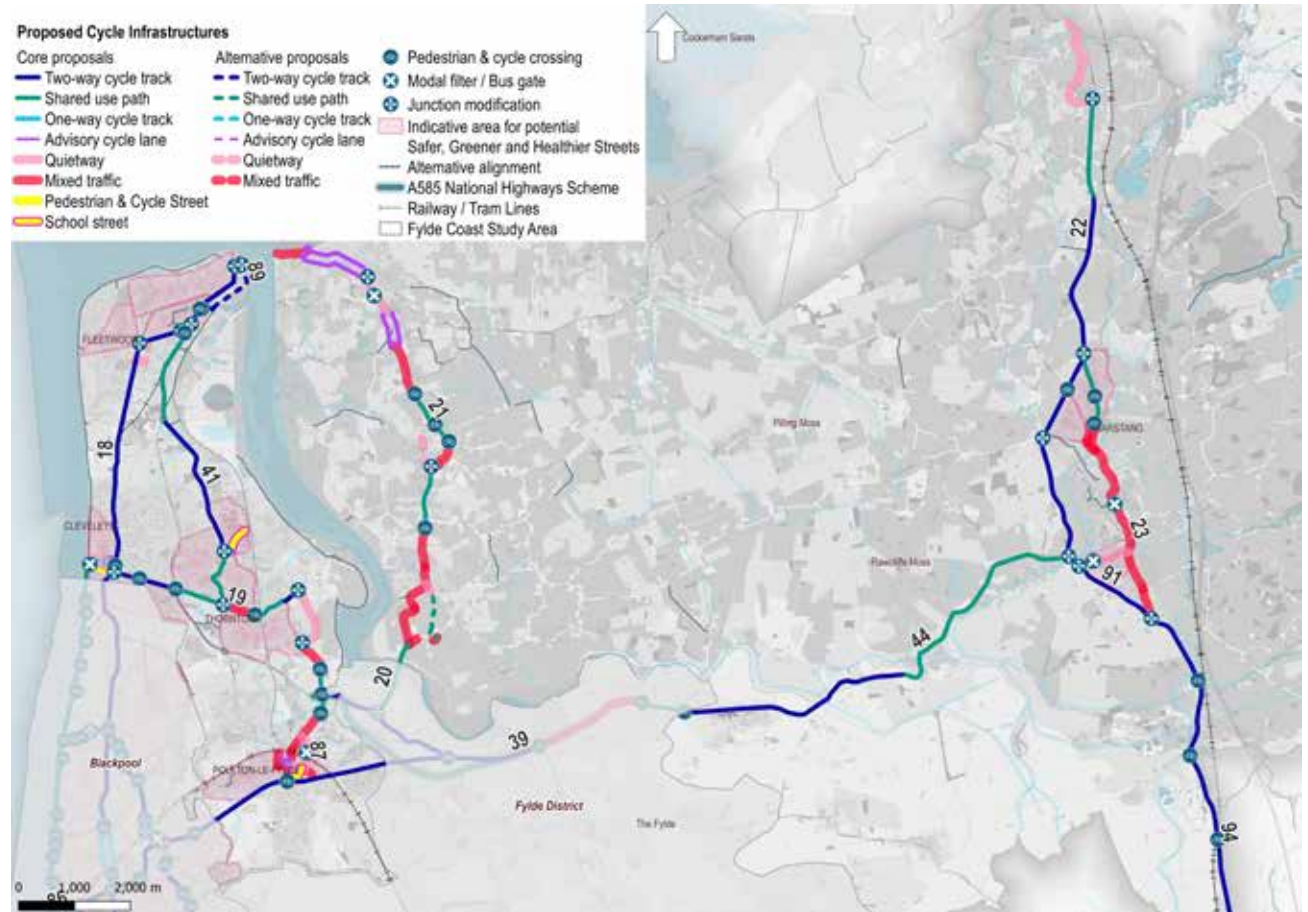 Proposed Cycle Infrastructures
Core proposals
Two-way cycle track
Shared use path
One-way cycle track
Advisory cycle lane
Quietway
Mixed traffic
Pedestrian & Cycle Street
School street
Alternative proposals
Two-way cycle track
Shared use path
One-way cycle track
Advisory cycle lane
Quietway
Mixed traffic
Pedestrian & cycle crossing
Modal filter / Bus gate
Junction modification
Indicative area for potential
Safer, Greener and Healthier Streets
Alternative alignment
A585 National Highways Scheme
Railway / Tram Lines
Fylde Coast Study Area
Cockerham Sands
89
22
FLEETWOOD
21
Pilling Moss
ARSTANG
18
41
CLEVELEY
23
Rawcliffe Moss
91
19
THORNTON
44
20
39
87
Blackpool
POULTON-LE-
Fylde District
The Fylde
94
0 1,000 2,000 m